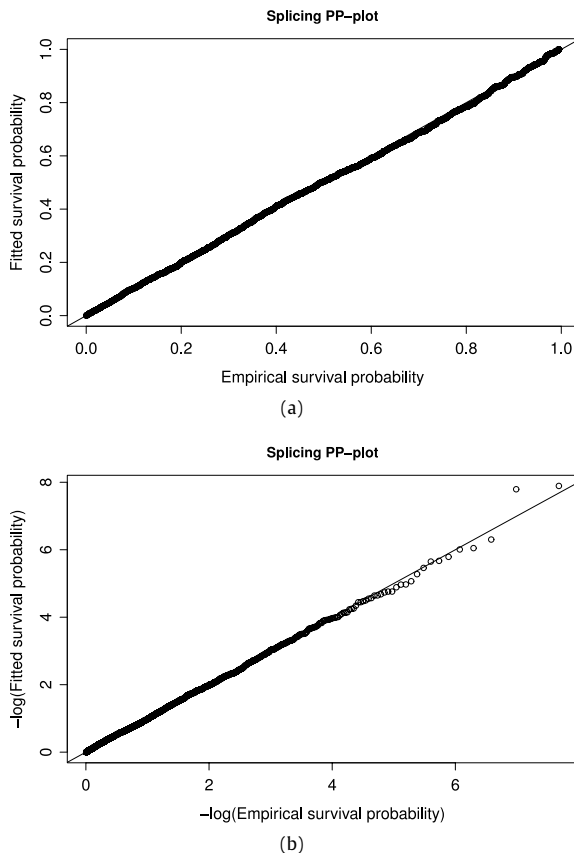 Splicing PP−plot
Fitted survival probability
1.0
0.8
0.6
0.4
0.2
0.0
0.0 0.2 0.4 0.6 0.8 1.0
Empirical survival probability
(a)
Splicing PP−plot
−log(Fitted survival probability)
8
6
4
2
0
0 2 4 6
−log(Empirical survival probability)
(b)